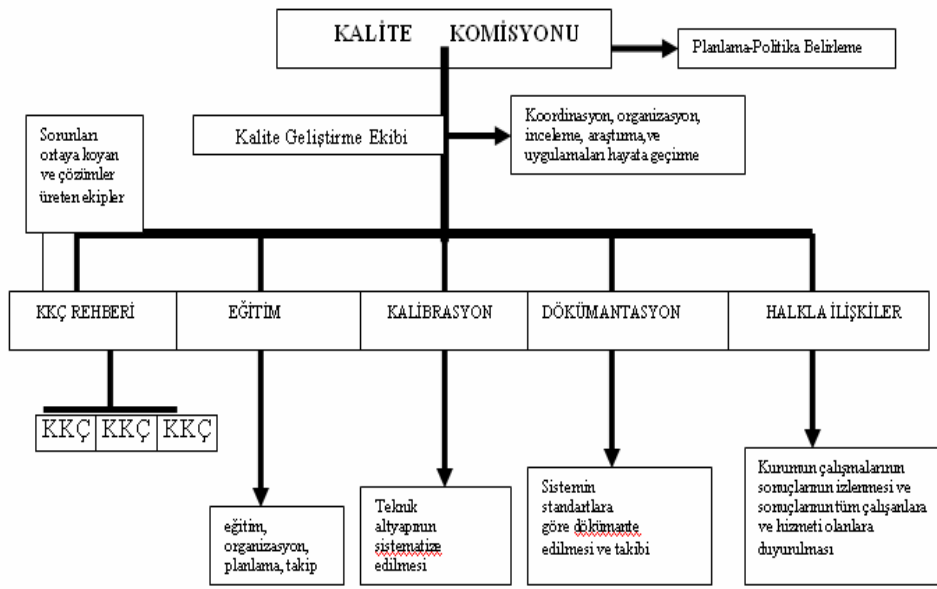 KALİTE KOMİSYONU
Planlama-Politika Belirleme
Kalite Geliştirme Ekibi
Koordinasyon, organizasyon,
inceleme, araştırma,ve
uygulamaları hayata geçirme
Sorunları
ortaya koyan
ve çözümler
üreten ekipler
KKÇ REHBERİ
EĞİTİM
KALİBRASYON
DÖKÜMANTASYON
HALKLA İLİŞKİLER
KKÇ KKÇ KKÇ
eğitim,
organizasyon,
planlama, takip
Teknik
altyapının
sistematize
edilmesi
Sistemin
standartlara
göre dökümante
edilmesi ve takibi
Kurumun çalışmalarının
sonuçlarının izlenmesi ve
sonuçlarının tüm çalışanlara
ve hizmeti olanlara
duyurulması